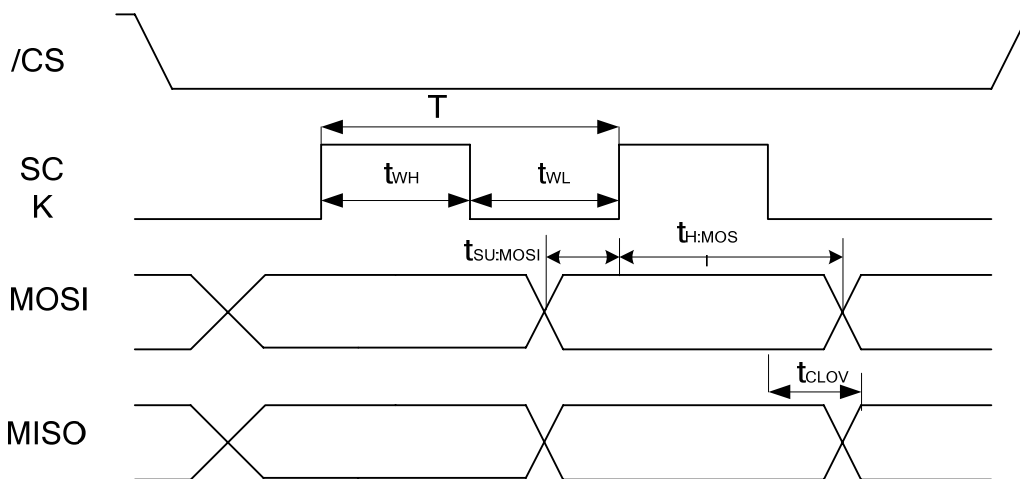 /CS
T
SC
K
tWH
tWL
tSU:MOSI
tH:MOS
I
MOSI
tCLOV
MISO